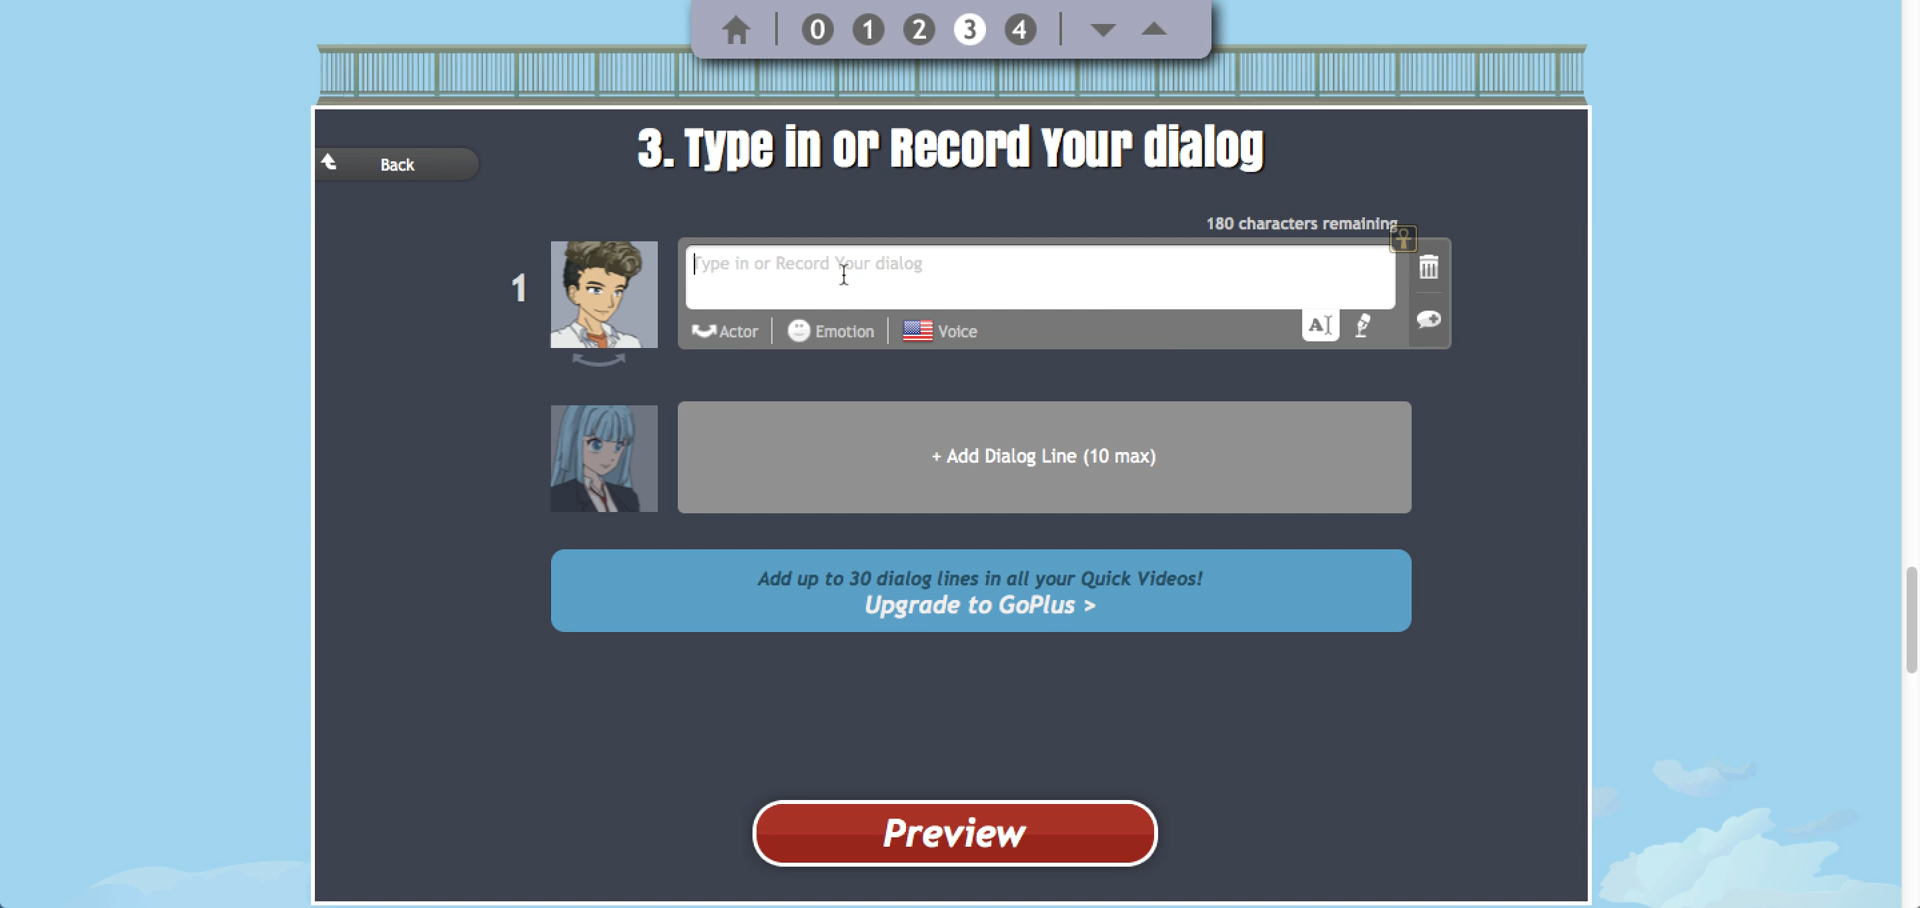 0 1 2 3 4
3. Type in or Record Your dialog
Back
180 characters remaining
1
Type in or Record Your dialog
Actor
Emotion
Voice
A
+ Add Dialog Line (10 max)
Add up to 30 dialog lines in all your Quick Videos!
Upgrade to GoPlus >
Preview